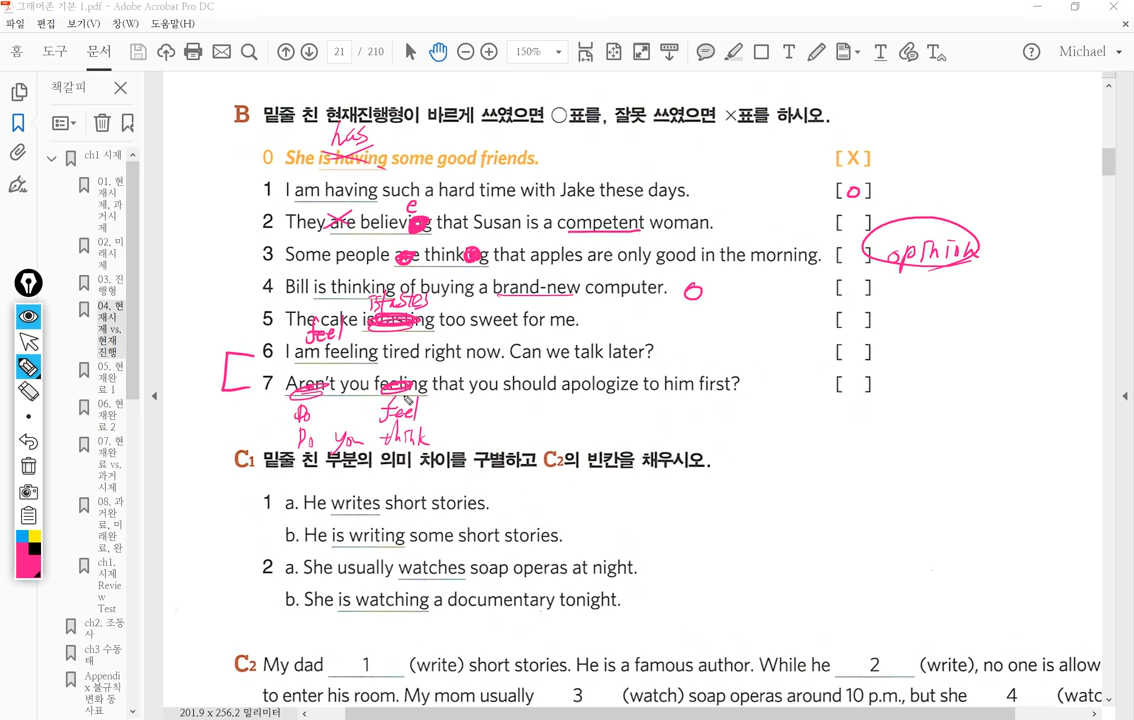 그래머존 기본 1.pdf - Adobe Acrobat Pro DC
파일 편집 보기(V) 창(W) 도움말(H)
홈 도구 문서 21 / 210 150% Michael
책갈피
ch1 시제
01. 현재시제, 과거시제
02. 미래시제
03. 진행형
04. 현재시제 vs. 현재진행
05. 현재완료 1
06. 현재완료 2
07. 현재완료 vs. 과거시제
08. 과거완료, 미래완료, 완
ch1. 시제 Review Test
ch2. 조동사
ch3 수동태
Appendix 불규칙 변화 동사표
B 밑줄 친 현재진행형이 바르게 쓰였으면 ○표를, 잘못 쓰였으면 ×표를 하시오.
has
0 She is having some good friends. [ X ]
1 I am having such a hard time with Jake these days. [ o ]
e
2 They are believing that Susan is a competent woman. [ ]
3 Some people are thinking that apples are only good in the morning. [ ]
opinion
4 Bill is thinking of buying a brand-new computer. O [ ]
tastes
5 The cake is tasting too sweet for me. [ ]
feel
6 I am feeling tired right now. Can we talk later? [ ]
7 Aren't you feeling that you should apologize to him first? [ ]
Do feel
Do you think
C1 밑줄 친 부분의 의미 차이를 구별하고 C2의 빈칸을 채우시오.
1 a. He writes short stories.
b. He is writing some short stories.
2 a. She usually watches soap operas at night.
b. She is watching a documentary tonight.
C2 My dad 1 (write) short stories. He is a famous author. While he 2 (write), no one is allow
to enter his room. My mom usually 3 (watch) soap operas around 10 p.m., but she 4 (watc
201.9 x 256.2 밀리미터